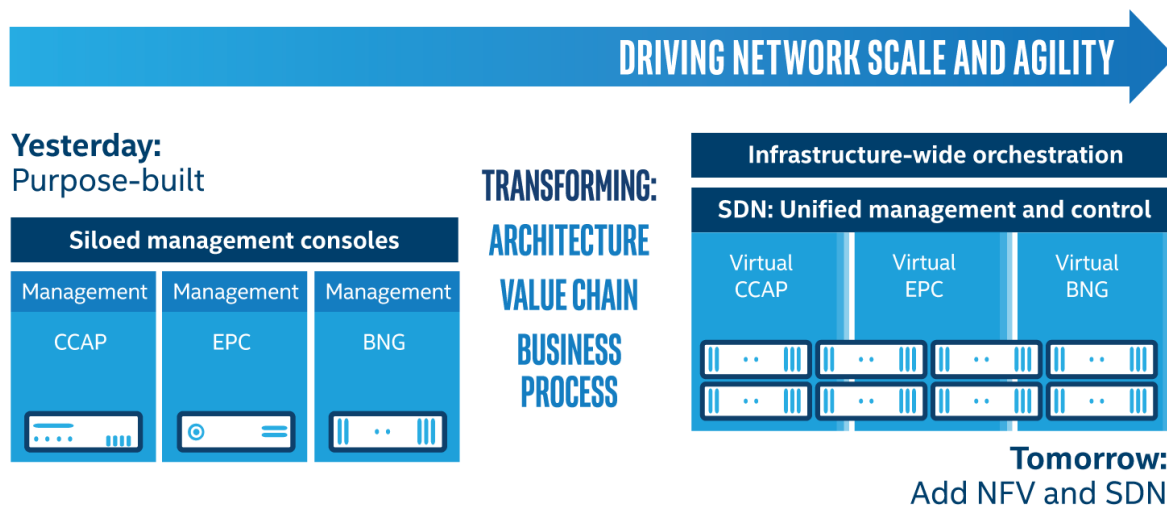 DRIVING NETWORK SCALE AND AGILITY
Yesterday:
Purpose-built
Siloed management consoles
Management Management Management
CCAP EPC BNG
TRANSFORMING:
ARCHITECTURE
VALUE CHAIN
BUSINESS
PROCESS
Infrastructure-wide orchestration
SDN: Unified management and control
Virtual Virtual Virtual
CCAP EPC BNG
Tomorrow:
Add NFV and SDN